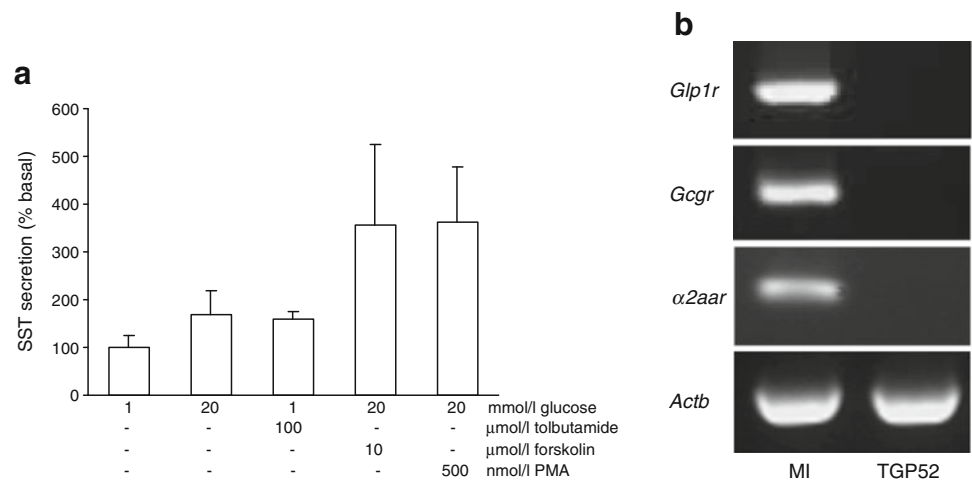 a
SST secretion (% basal)
600
500
400
300
200
100
0
1 20 1 20 20 mmol/l glucose
- - 100 - - μmol/l tolbutamide
- - - 10 - μmol/l forskolin
- - - - 500 nmol/l PMA
b
Glp1r
Gcgr
α2aar
Actb
MI TGP52